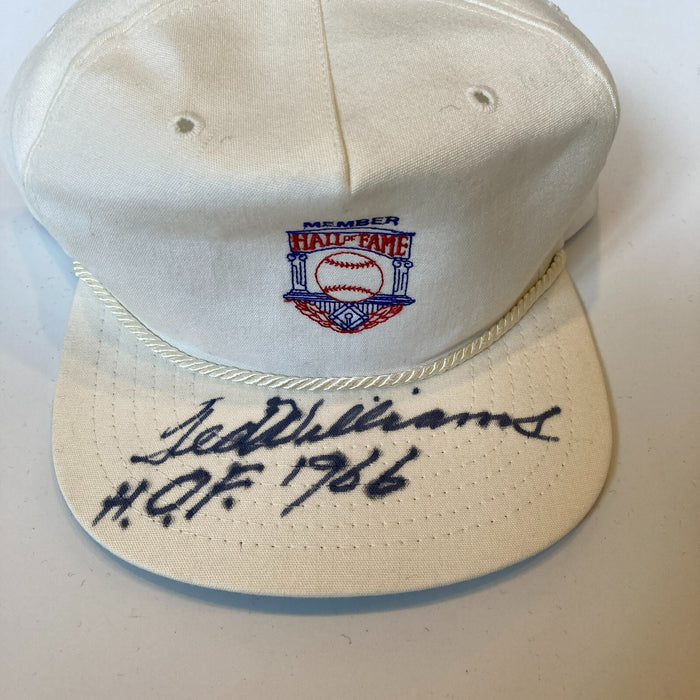 MEMBER
HALL OF FAME
Ted Williams
H.O.F. 1966